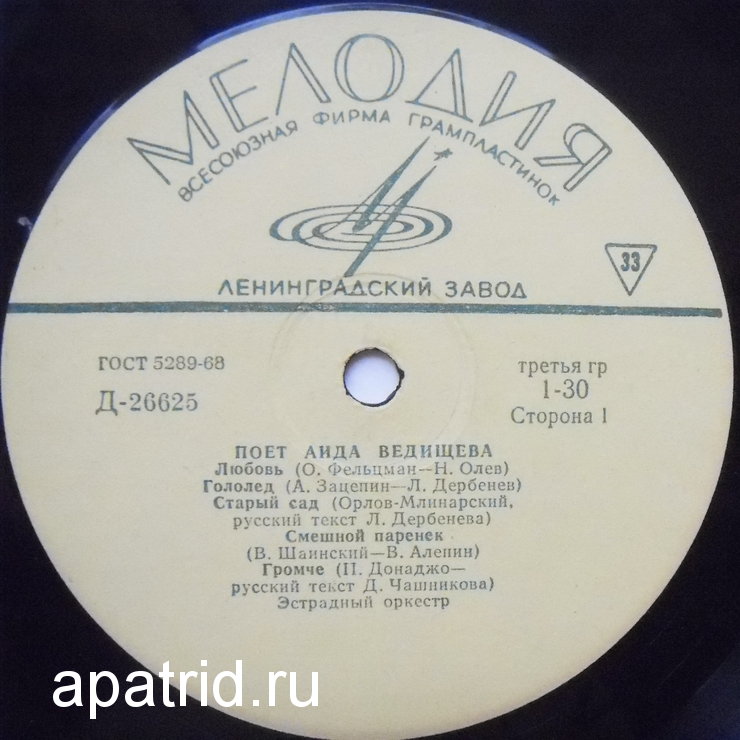 МЕЛОДИЯ
ВСЕСОЮЗНАЯ ФИРМА ГРАМПЛАСТИНОК
ЛЕНИНГРАДСКИЙ ЗАВОД
33
ГОСТ 5289-68
Д-26625
третья гр
1-30
Сторона 1
ПОЕТ АИДА ВЕДИЩЕВА
Любовь (О. Фельцман—Н. Олев)
Гололед (А. Зацепин—Л. Дербенев)
Старый сад (Орлов-Млинарский,
русский текст Л. Дербенева)
Смешной паренек
(В. Шаинский—В. Аленин)
Громче (П. Донаджо—
русский текст Д. Чашникова)
Эстрадный оркестр
apatrid.ru